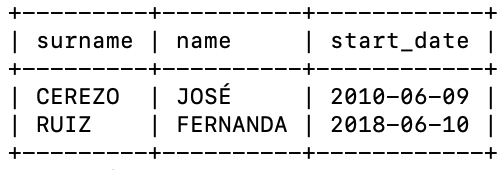 +---------+----------+------------+
| surname | name     | start_date |
+---------+----------+------------+
| CEREZO  | JOSÉ     | 2010-06-09 |
| RUIZ    | FERNANDA | 2018-06-10 |
+---------+----------+------------+